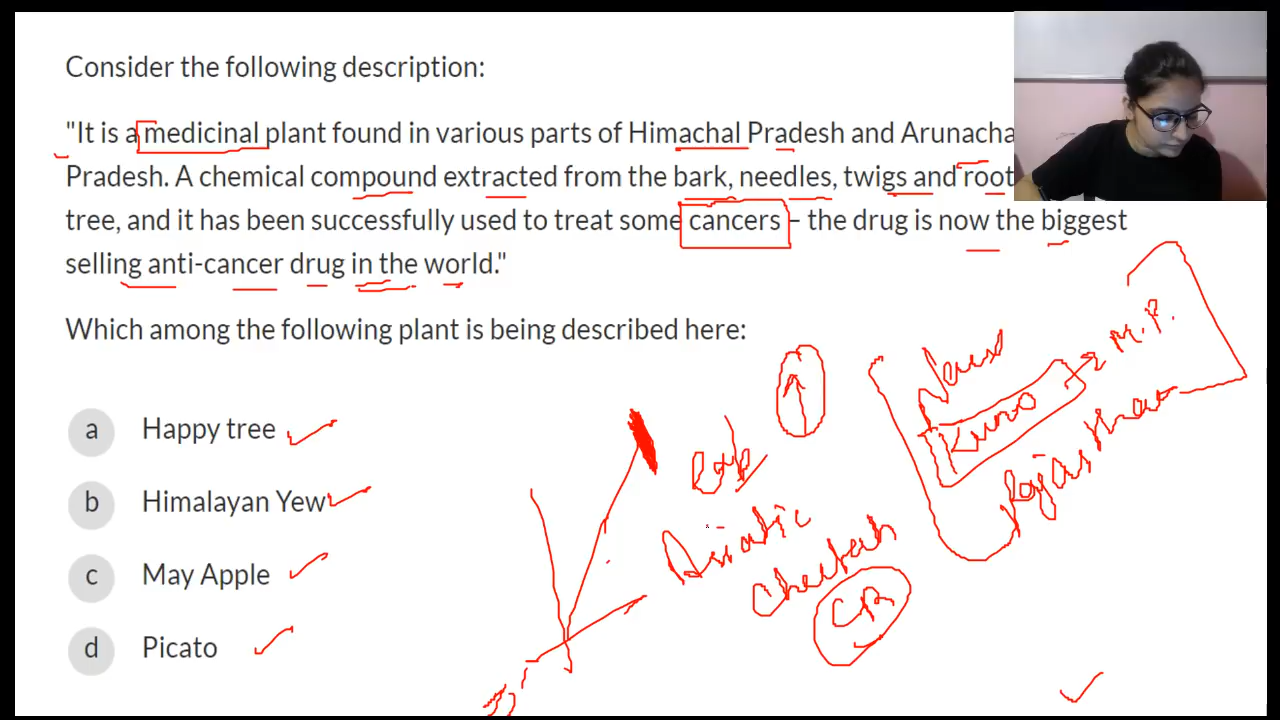 Consider the following description:
"It is a medicinal plant found in various parts of Himachal Pradesh and Arunacha
Pradesh. A chemical compound extracted from the bark, needles, twigs and root
tree, and it has been successfully used to treat some cancers – the drug is now the biggest
selling anti-cancer drug in the world."
Which among the following plant is being described here:
a Happy tree
b Himalayan Yew
c May Apple
d Picato
News
Kuno
M.P.
Rajasthan
Asiatic
Cheetah
CR